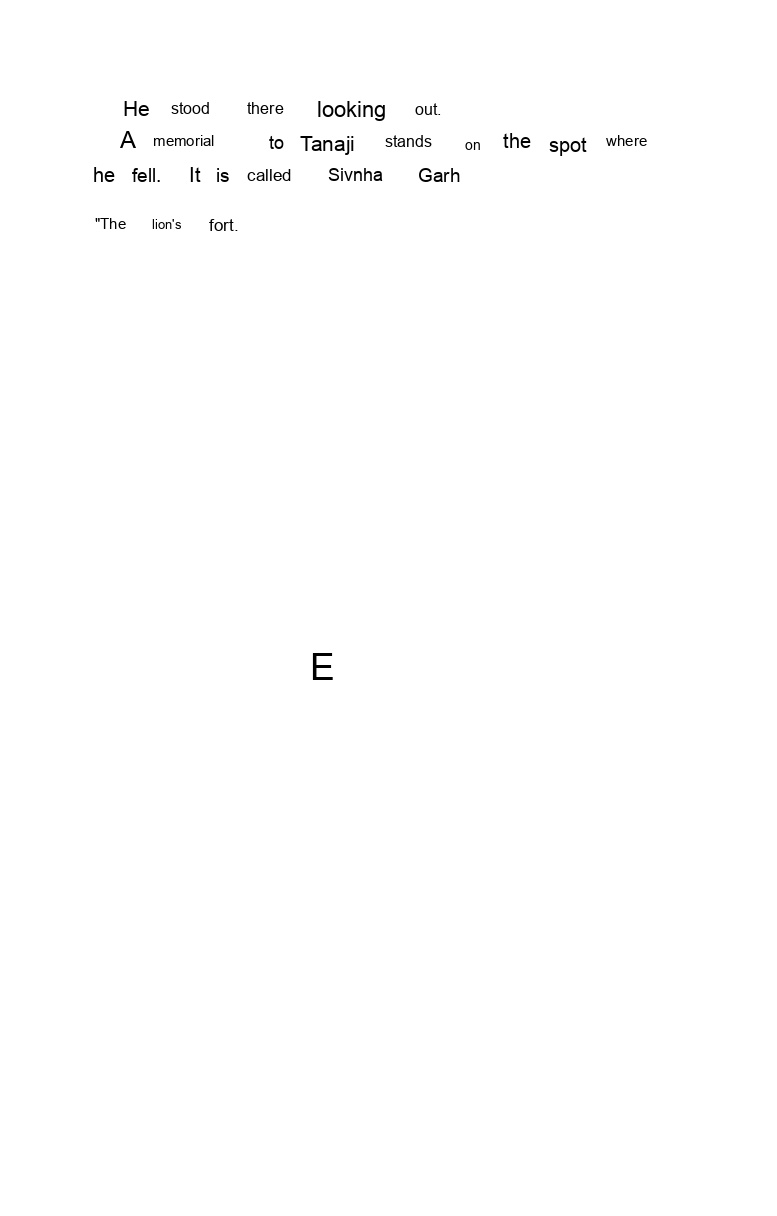 He stood there looking out.
A memorial to Tanaji stands on the spot where
he fell. It is called Sivnha Garh
"The lion's fort.
E